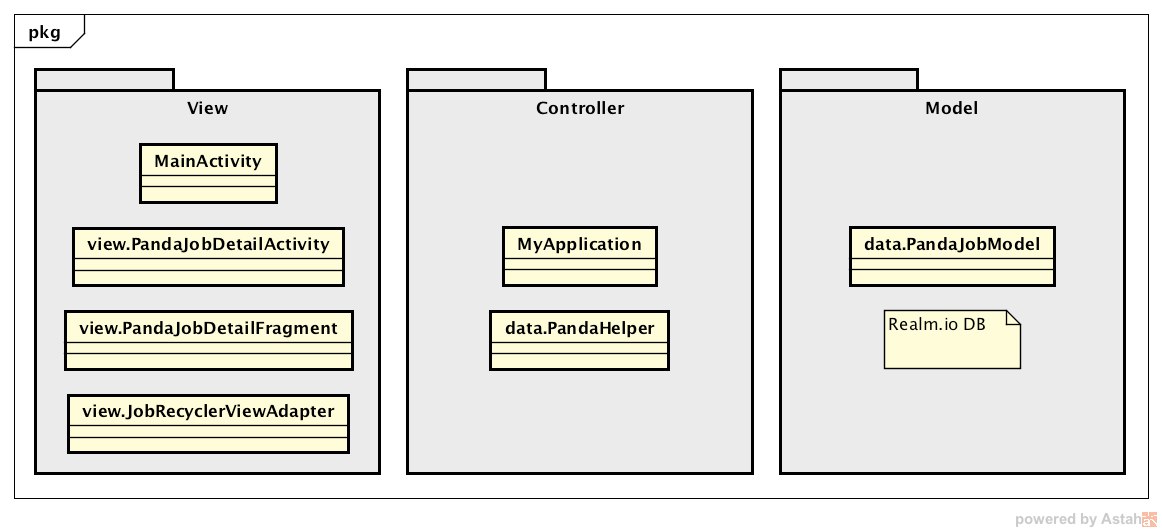 pkg
View
MainActivity
view.PandaJobDetailActivity
view.PandaJobDetailFragment
view.JobRecyclerViewAdapter
Controller
MyApplication
data.PandaHelper
Model
data.PandaJobModel
Realm.io DB
powered by Astah